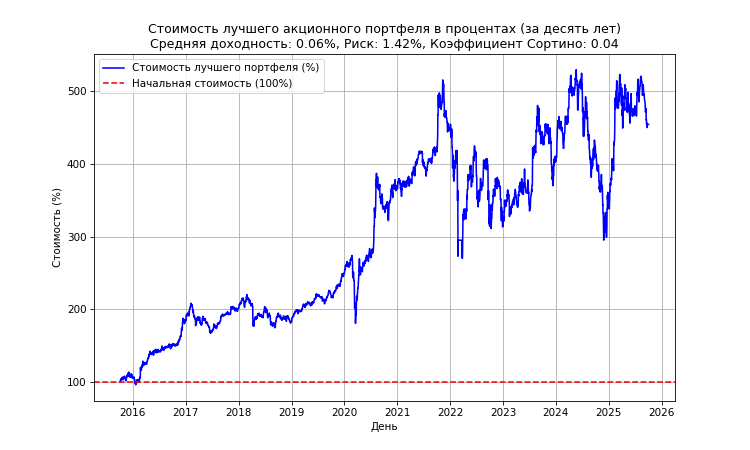 Стоимость лучшего акционного портфеля в процентах (за десять лет)
Средняя доходность: 0.06%, Риск: 1.42%, Коэффициент Сортино: 0.04
Стоимость лучшего портфеля (%)
Начальная стоимость (100%)
Стоимость (%)
500
400
300
200
100
2016 2017 2018 2019 2020 2021 2022 2023 2024 2025 2026
День